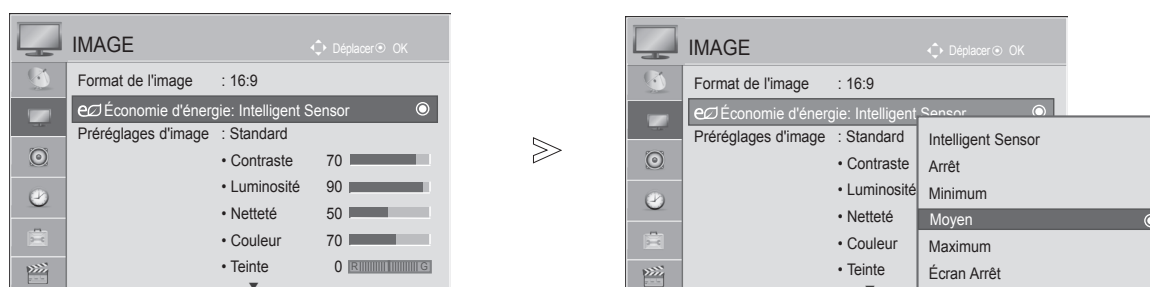 IMAGE
Déplacer OK
Format de l'image : 16:9
Économie d'énergie: Intelligent Sensor
Préréglages d'image : Standard
• Contraste 70
• Luminosité 90
• Netteté 50
• Couleur 70
• Teinte 0 R G
IMAGE
Déplacer OK
Format de l'image : 16:9
Économie d'énergie: Intelligent Sensor
Préréglages d'image : Standard
• Contraste
• Luminosité
• Netteté
• Couleur
• Teinte
Intelligent Sensor
Arrêt
Minimum
Moyen
Maximum
Écran Arrêt